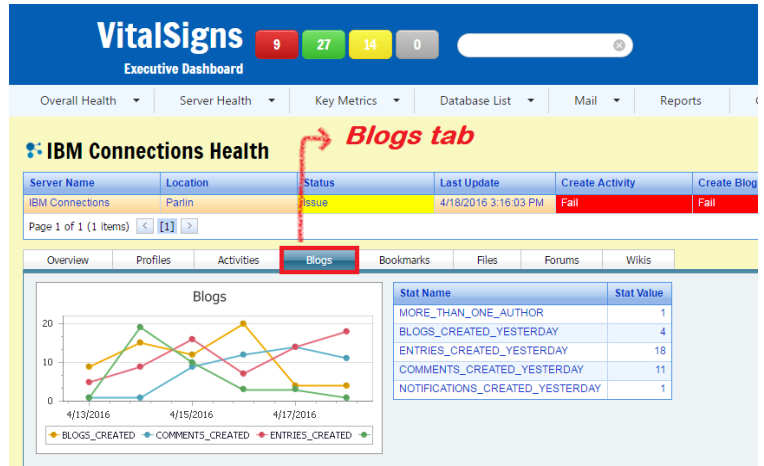 VitalSigns
9 27 14 0
Executive Dashboard
Overall Health Server Health Key Metrics Database List Mail Reports
Blogs tab
IBM Connections Health
Server Name Location Status Last Update Create Activity Create Blog
IBM Connections Parlin Issue 4/18/2016 3:16:03 PM Fail Fail
Page 1 of 1 (1 items) < [1] >
Overview Profiles Activities Blogs Bookmarks Files Forums Wikis
Blogs
20
10
0
4/13/2016 4/15/2016 4/17/2016
BLOGS_CREATED COMMENTS_CREATED ENTRIES_CREATED
Stat Name Stat Value
MORE_THAN_ONE_AUTHOR 1
BLOGS_CREATED_YESTERDAY 4
ENTRIES_CREATED_YESTERDAY 18
COMMENTS_CREATED_YESTERDAY 11
NOTIFICATIONS_CREATED_YESTERDAY 1